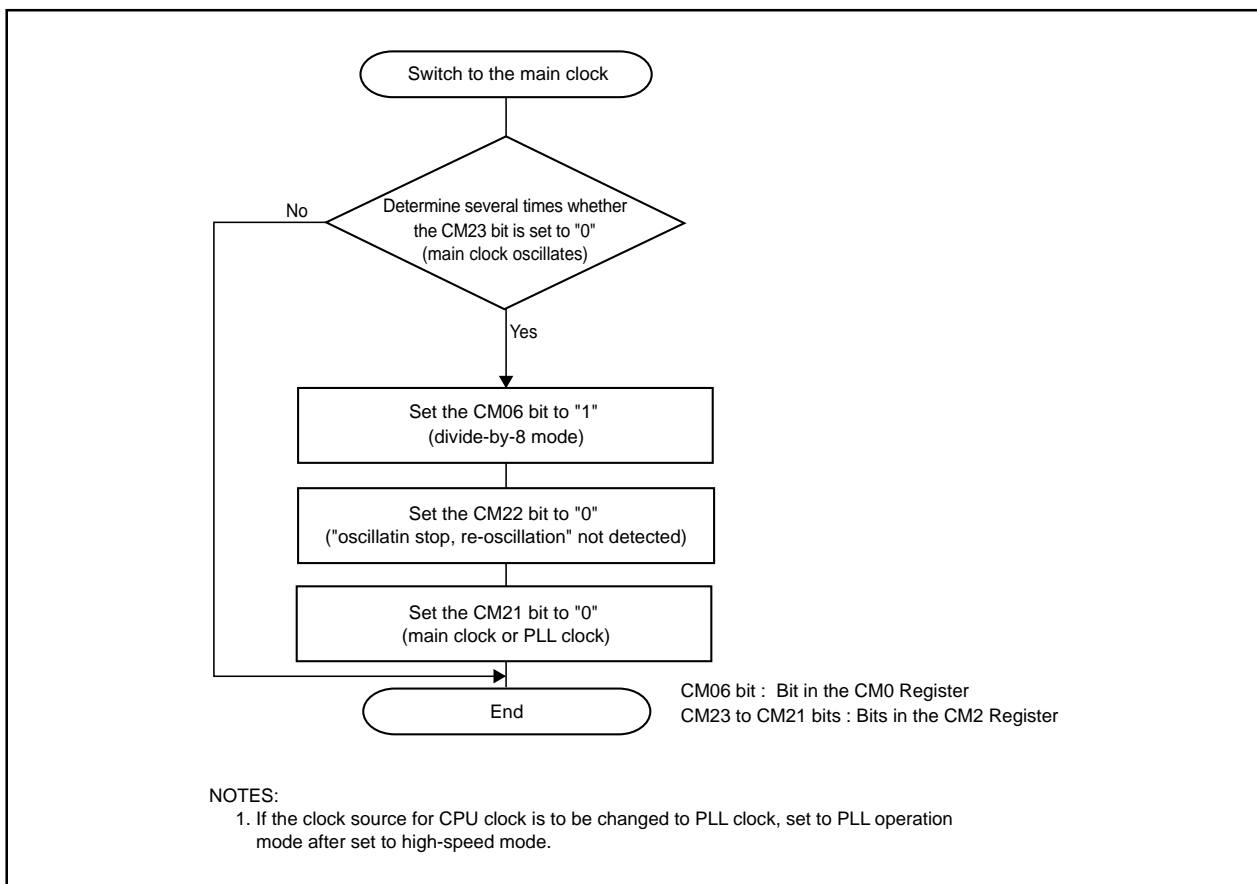 Switch to the main clock
Determine several times whether
the CM23 bit is set to "0"
(main clock oscillates)
No
Yes
Set the CM06 bit to "1"
(divide-by-8 mode)
Set the CM22 bit to "0"
("oscillatin stop, re-oscillation" not detected)
Set the CM21 bit to "0"
(main clock or PLL clock)
End
CM06 bit : Bit in the CM0 Register
CM23 to CM21 bits : Bits in the CM2 Register
NOTES:
1. If the clock source for CPU clock is to be changed to PLL clock, set to PLL operation
mode after set to high-speed mode.